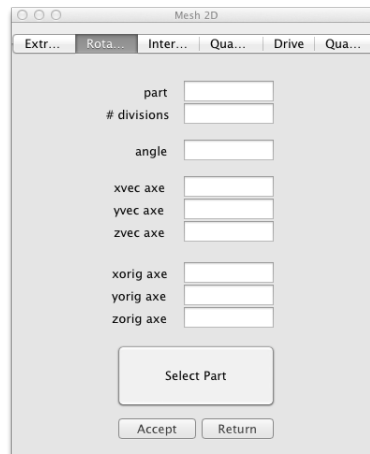 Mesh 2D
Extr... Rota... Inter... Qua... Drive Qua...
part
# divisions
angle
xvec axe
yvec axe
zvec axe
xorig axe
yorig axe
zorig axe
Select Part
Accept Return